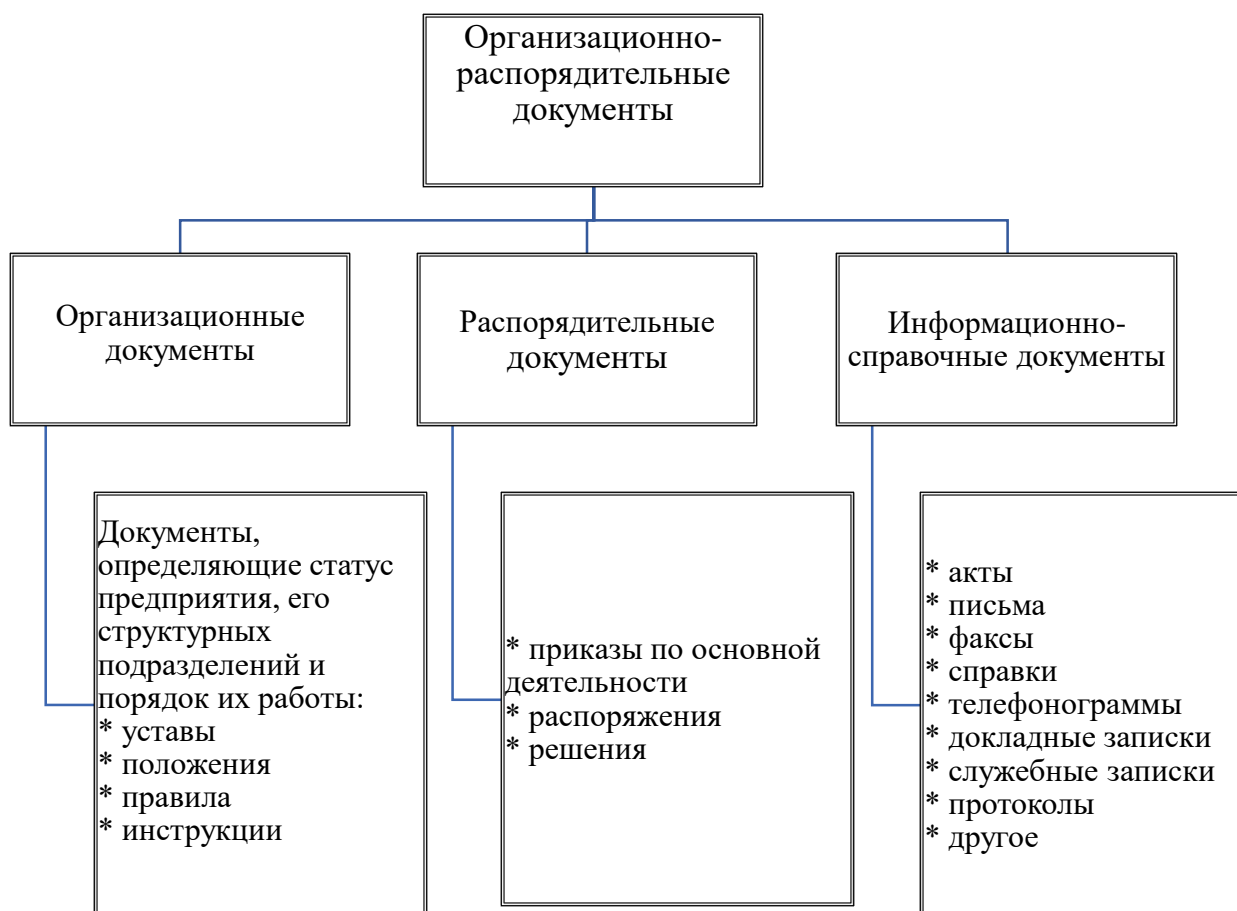 Организационно-
распорядительные
документы
Организационные
документы
Распорядительные
документы
Информационно-
справочные документы
Документы,
определяющие статус
предприятия, его
структурных
подразделений и
порядок их работы:
* уставы
* положения
* правила
* инструкции
* приказы по основной
деятельности
* распоряжения
* решения
* акты
* письма
* факсы
* справки
* телефонограммы
* докладные записки
* служебные записки
* протоколы
* другое